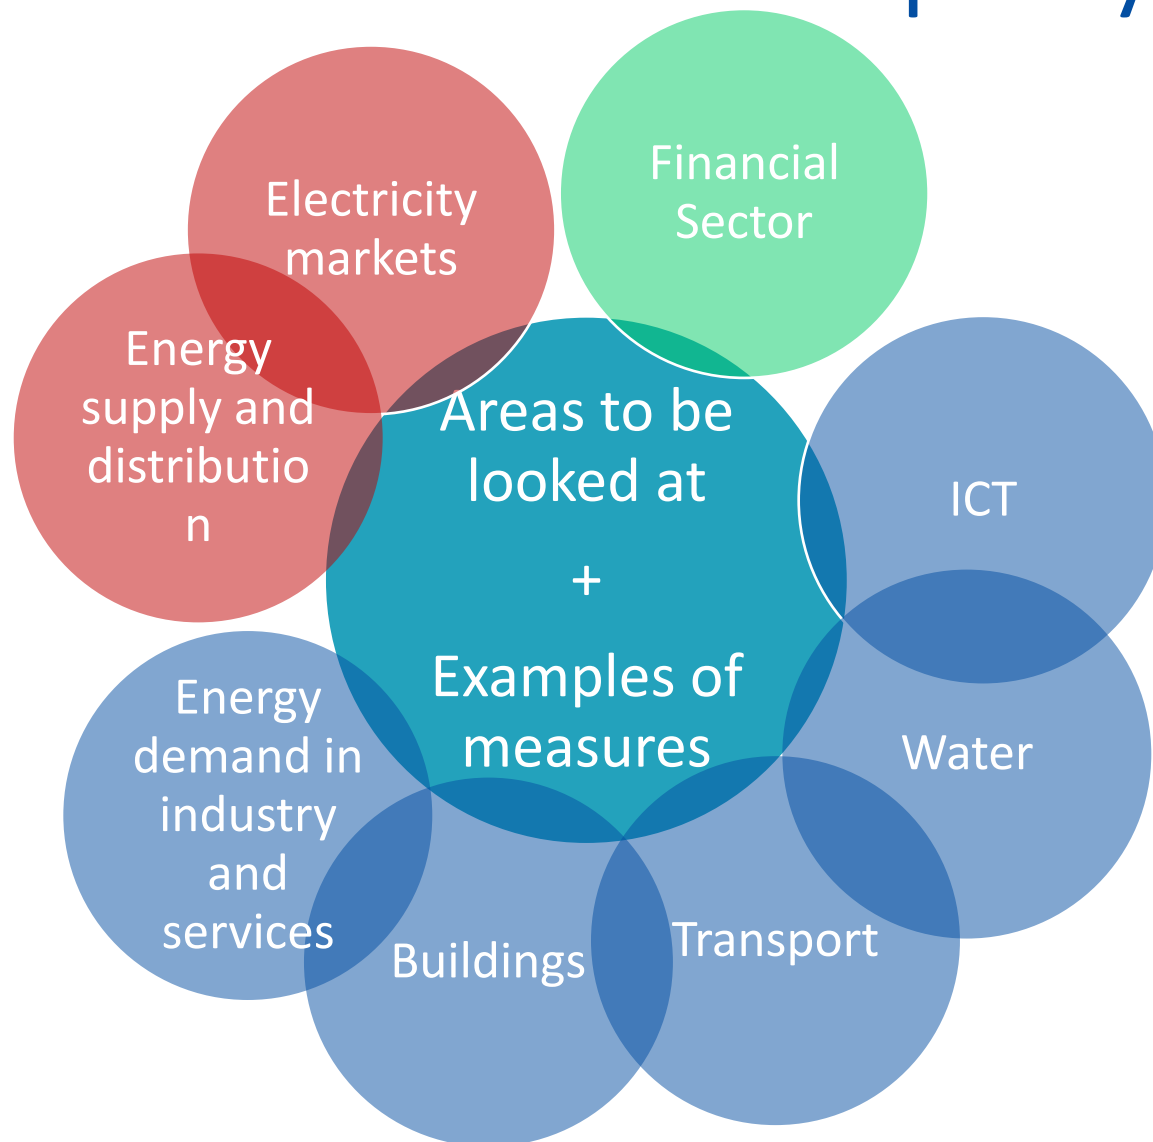 Electricity
markets
Financial
Sector
Energy
supply and
distributio
n
Areas to be
looked at
+
Examples of
measures
ICT
Water
Energy
demand in
industry
and
services
Buildings
Transport